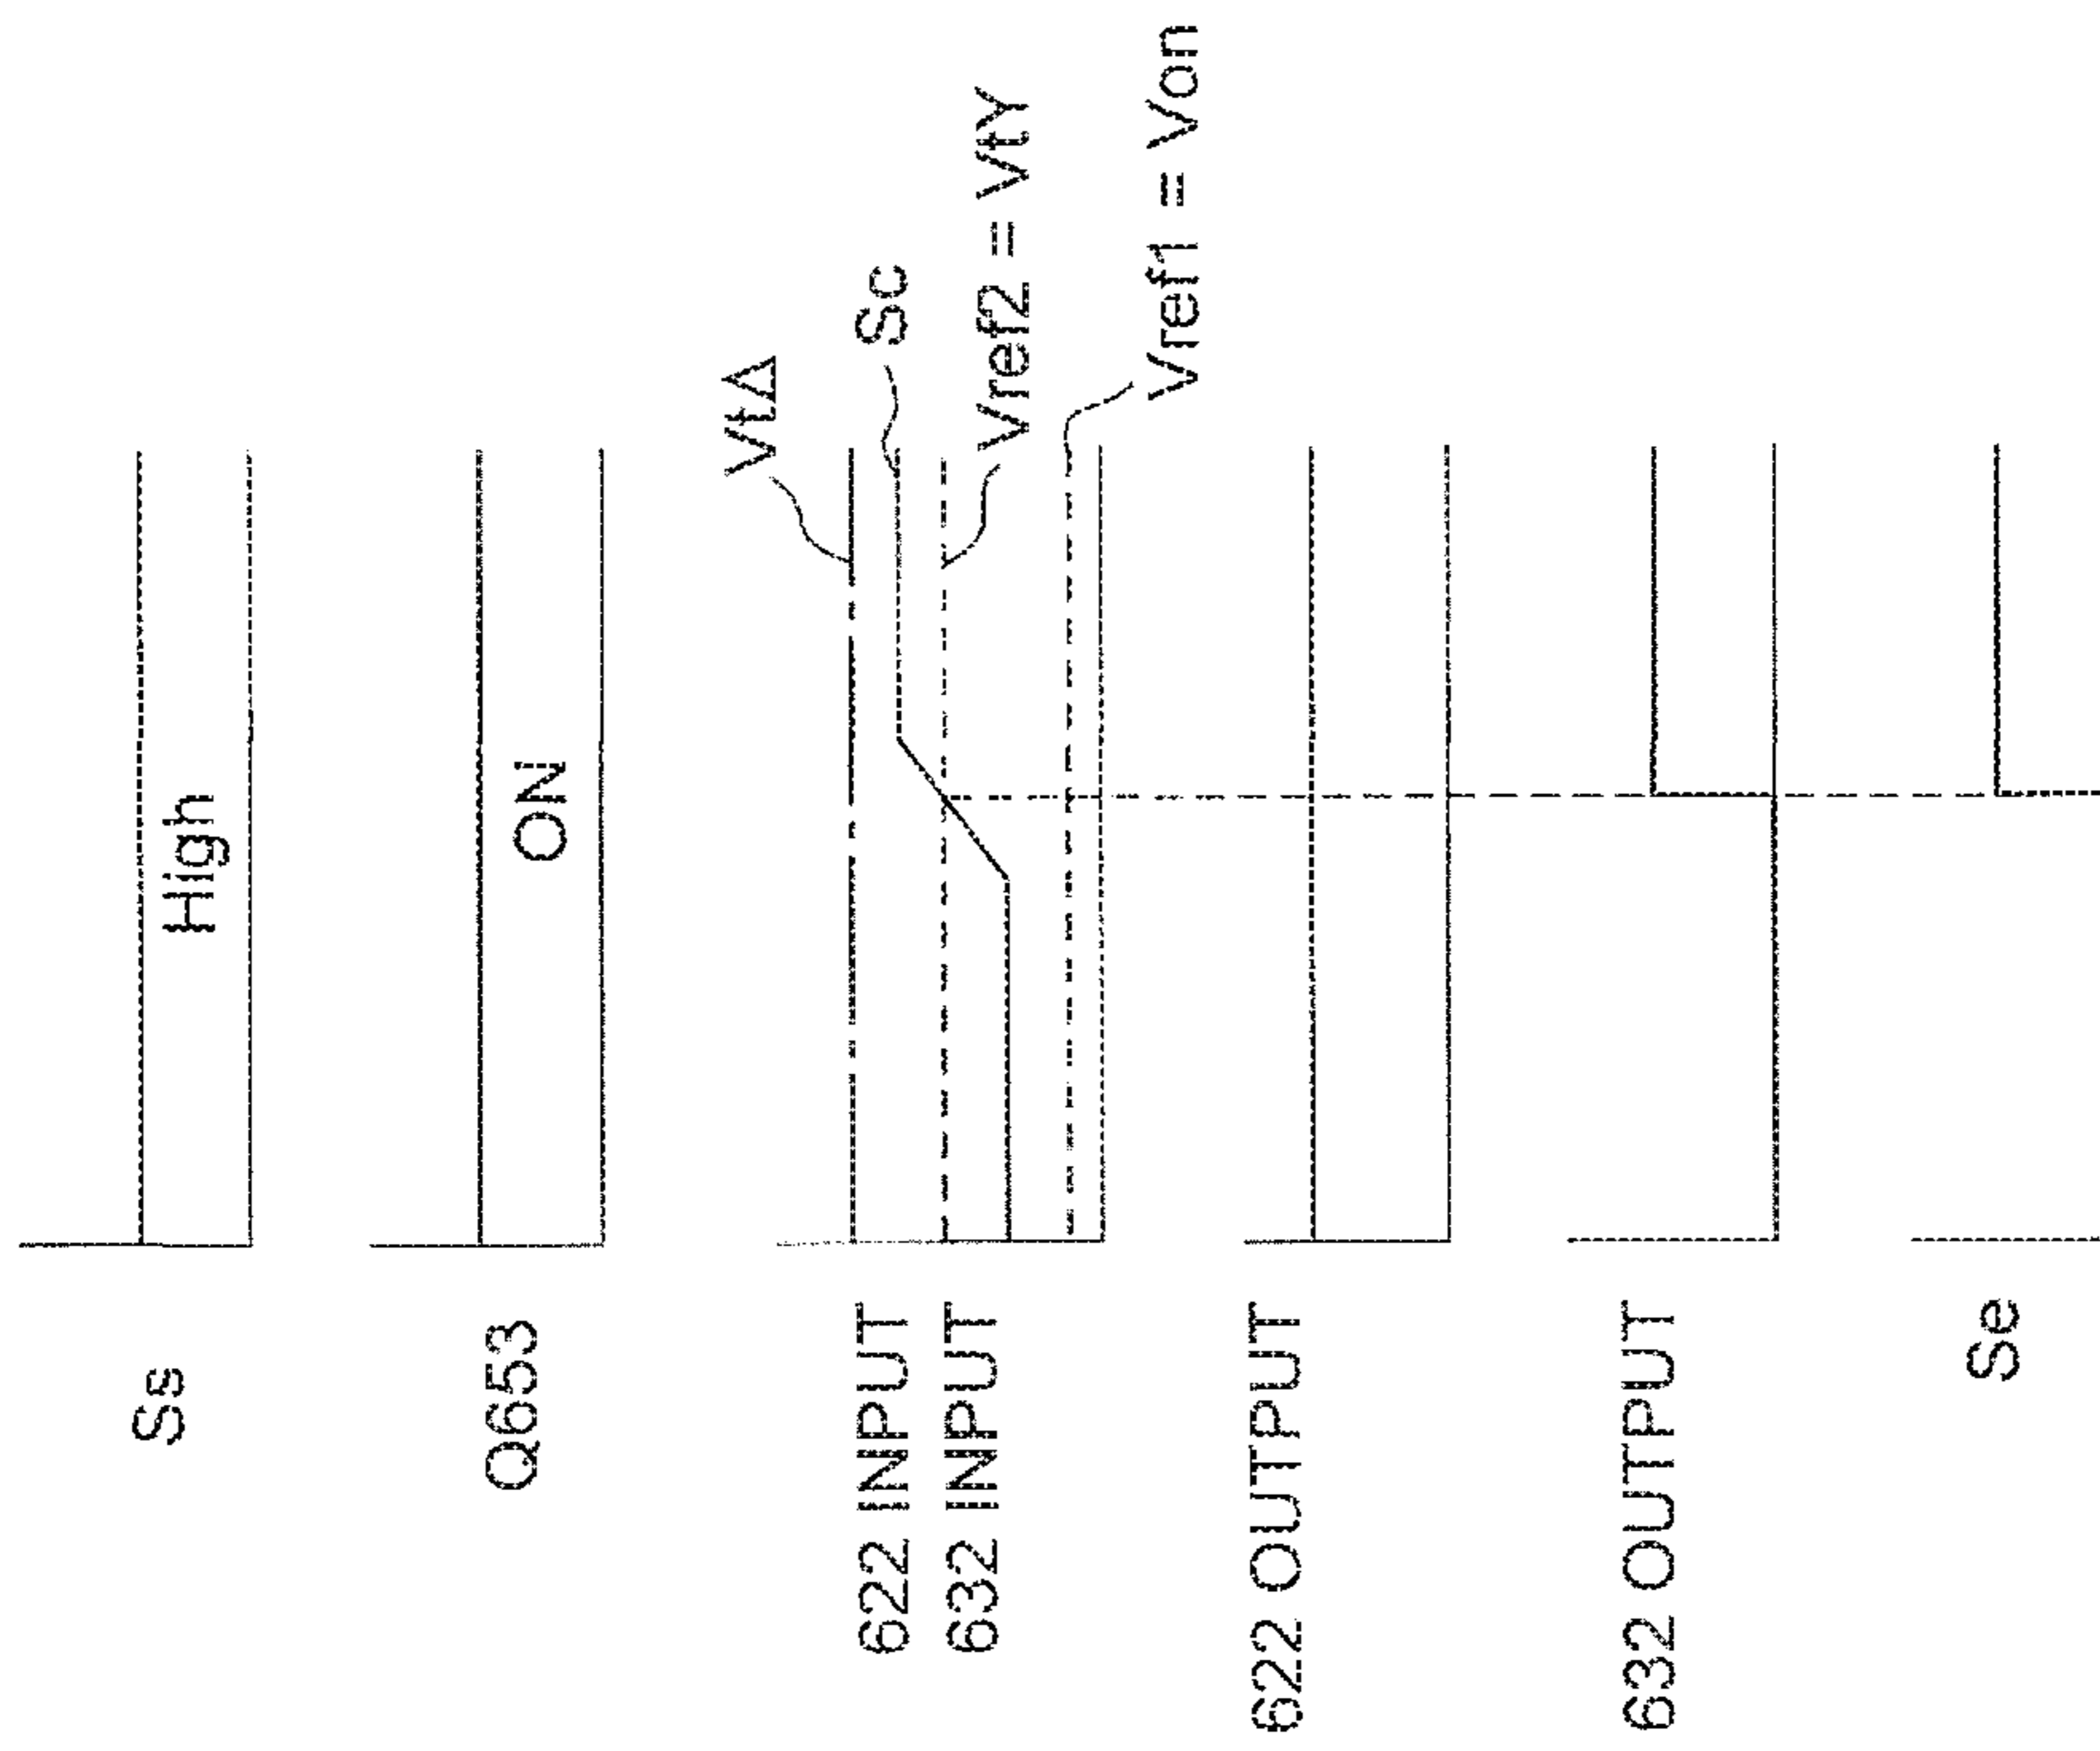 Ss
High
Q653
ON
622 INPUT
632 INPUT
VtΔ
Sc
Vref2 = VtY
Vref1 = Von
622 OUTPUT
632 OUTPUT
Se